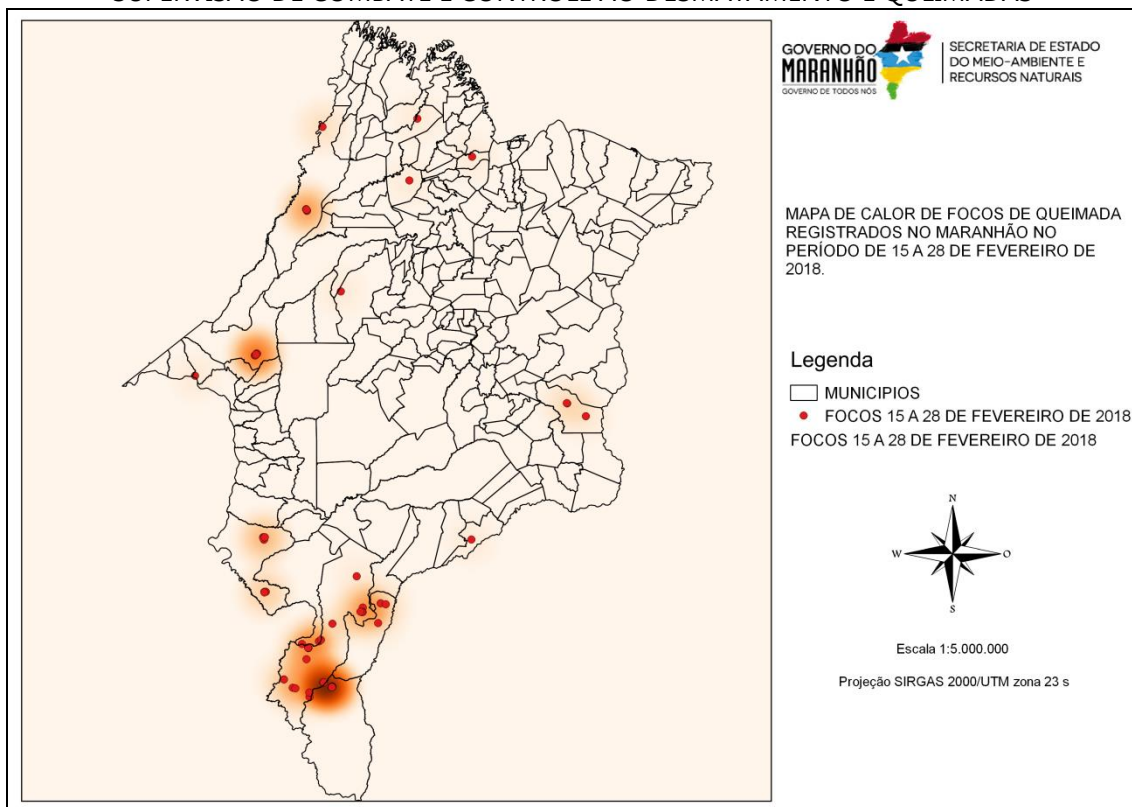 SUPERVISÃO DE COMBATE E CONTROLE AO DESMATAMENTO E QUEIMADAS
GOVERNO DO
MARANHÃO
GOVERNO DE TODOS NÓS
SECRETARIA DE ESTADO
DO MEIO-AMBIENTE E
RECURSOS NATURAIS
MAPA DE CALOR DE FOCOS DE QUEIMADA
REGISTRADOS NO MARANHÃO NO
PERÍODO DE 15 A 28 DE FEVEREIRO DE
2018.
Legenda
MUNICIPIOS
FOCOS 15 A 28 DE FEVEREIRO DE 2018
FOCOS 15 A 28 DE FEVEREIRO DE 2018
N
W
O
S
Escala 1:5.000.000
Projeção SIRGAS 2000/UTM zona 23 s